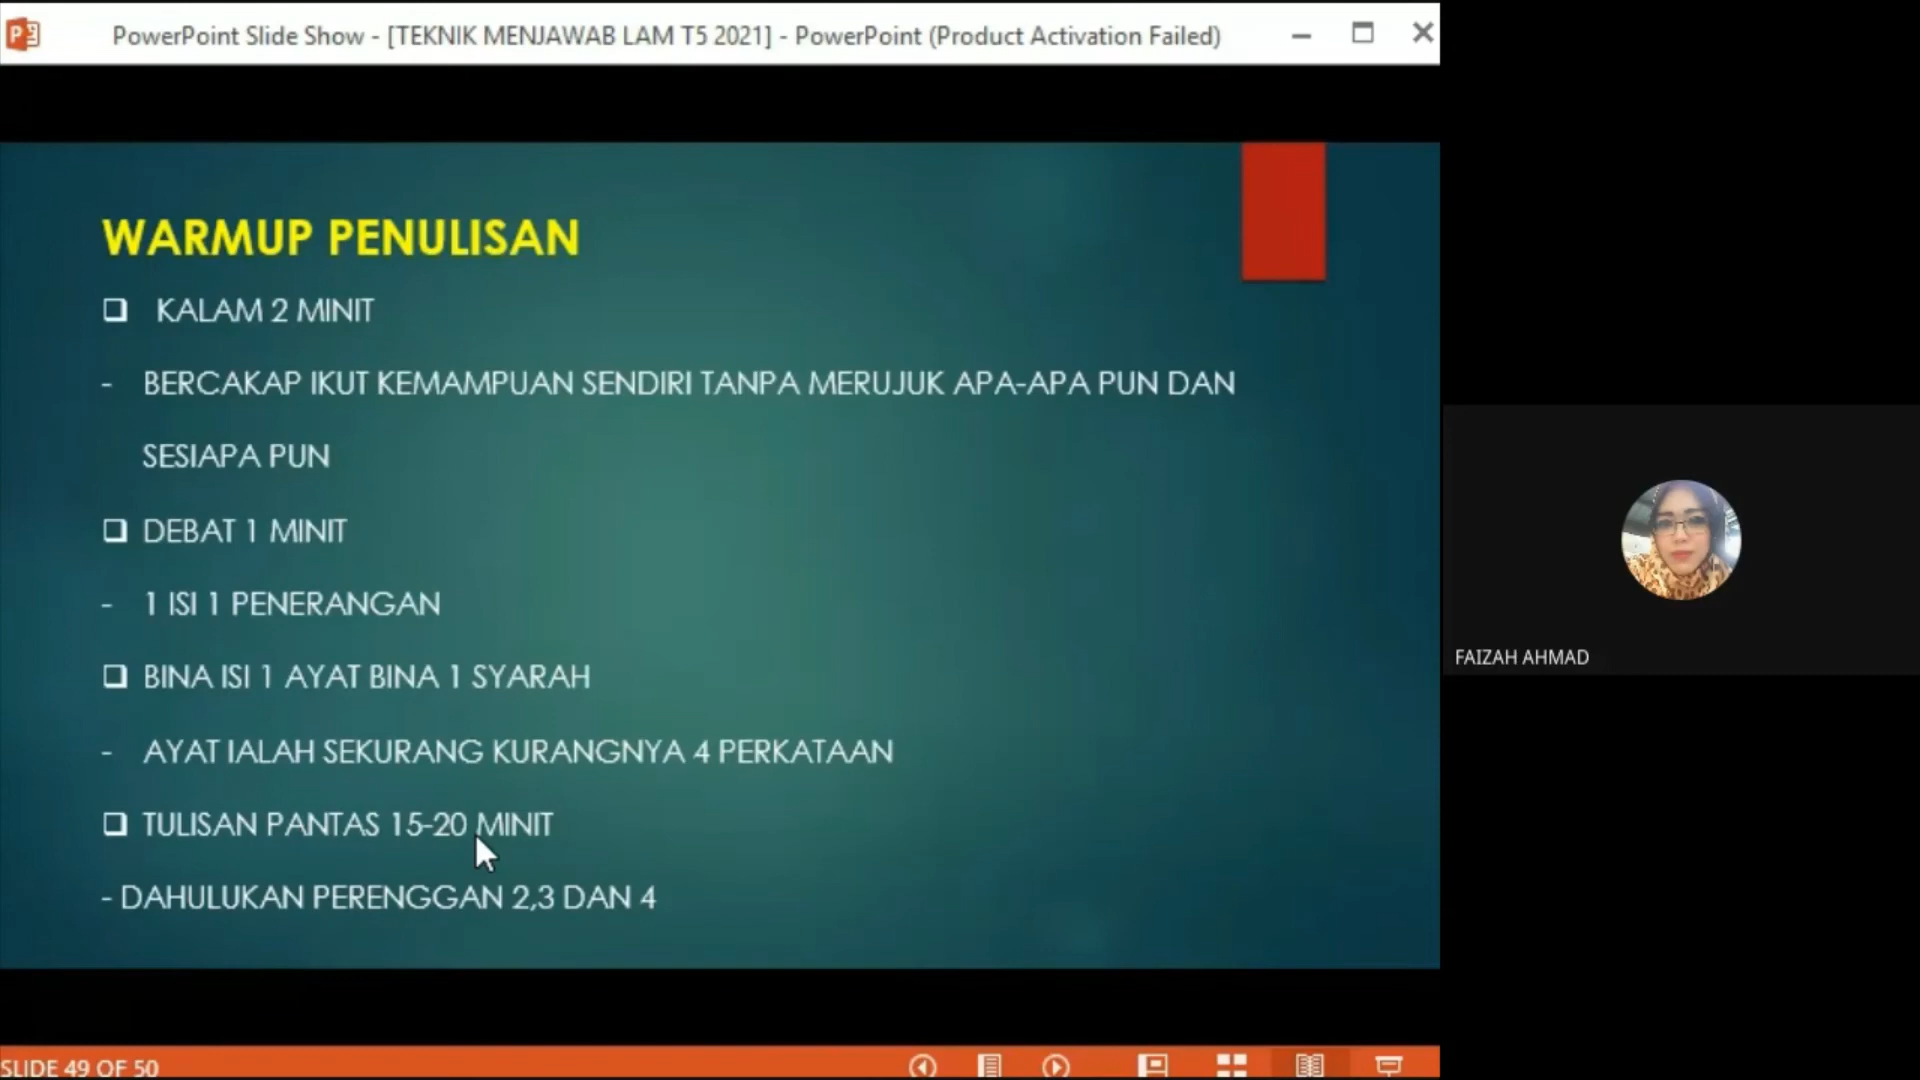 PowerPoint Slide Show - [TEKNIK MENJAWAB LAM T5 2021] - PowerPoint (Product Activation Failed)
WARMUP PENULISAN
KALAM 2 MINIT
- BERCAKAP IKUT KEMAMPUAN SENDIRI TANPA MERUJUK APA-APA PUN DAN
SESIAPA PUN
DEBAT 1 MINIT
- 1 ISI 1 PENERANGAN
BINA ISI 1 AYAT BINA 1 SYARAH
- AYAT IALAH SEKURANG KURANGNYA 4 PERKATAAN
TULISAN PANTAS 15-20 MINIT
- DAHULUKAN PERENGGAN 2,3 DAN 4
FAIZAH AHMAD
SLIDE 49 OF 50